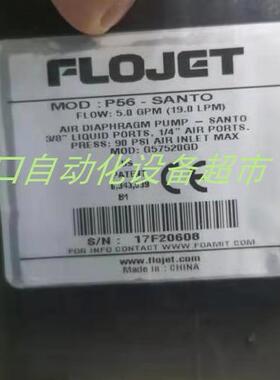 FLOJET
MOD : P56 - SANTO
FLOW: 5.0 GPM (19.0 LPM)
AIR DIAPHRAGM PUMP - SANTO
3/8" LIQUID PORTS, 1/4" AIR PORTS.
PRESS: 90 PSI AIR INLET MAX
MOD: G57520GD
口自动化设备超市
PATENT
CE
B1
S/N : 17F20608
FOR INFO CONTACT WWW.FOAMIT.COM
www.flojet.com
Made in : CHINA